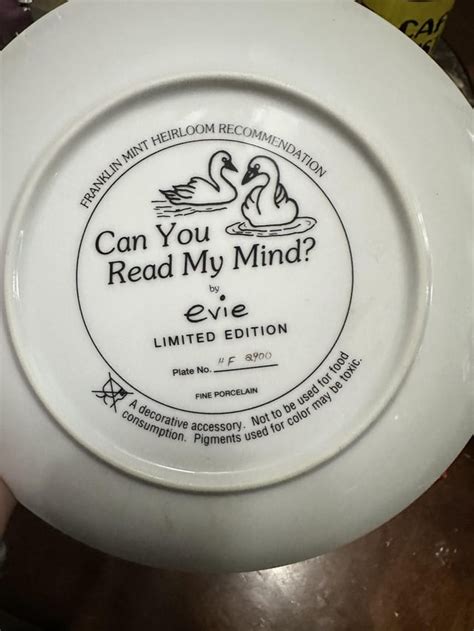 FRANKLIN MINT HEIRLOOM RECOMMENDATION
Can You
Read My Mind?
by
evie
LIMITED EDITION
Plate No. HF 2900
FINE PORCELAIN
A decorative accessory. Not to be used for food
consumption. Pigments used for color may be toxic.